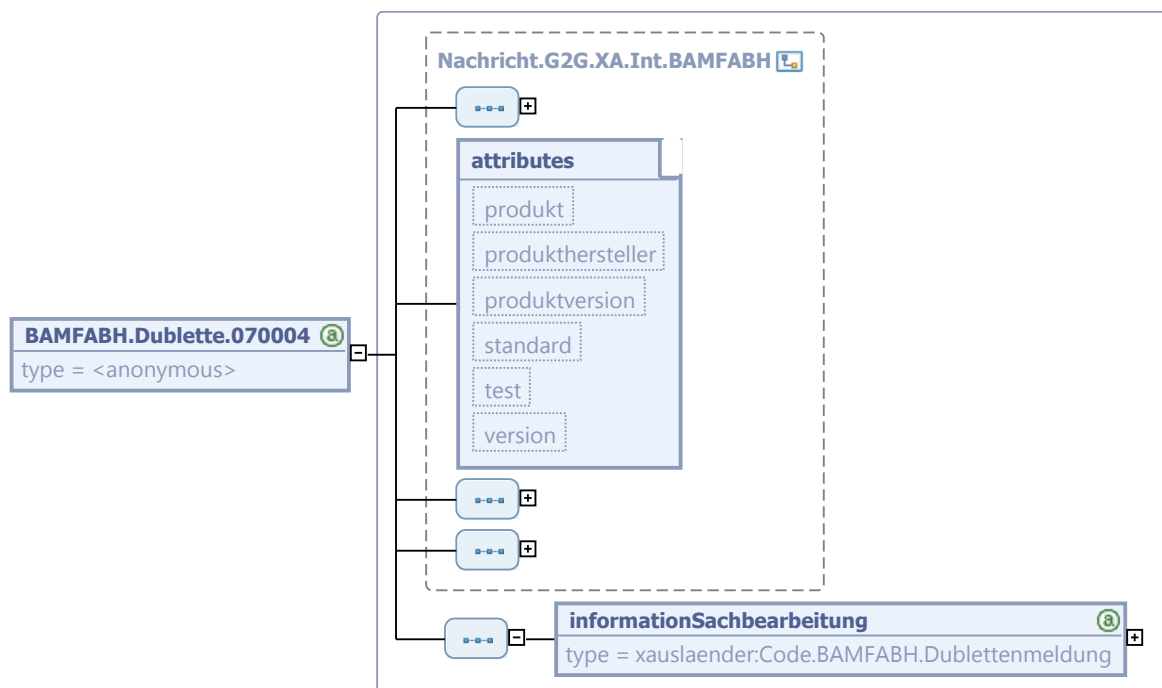 Nachricht.G2G.XA.Int.BAMFABH
attributes
produkt
produkthersteller
produktversion
standard
test
version
BAMFABH.Dublette.070004 a
type = <anonymous>
informationSachbearbeitung a
type = xauslaender:Code.BAMFABH.Dublettenmeldung